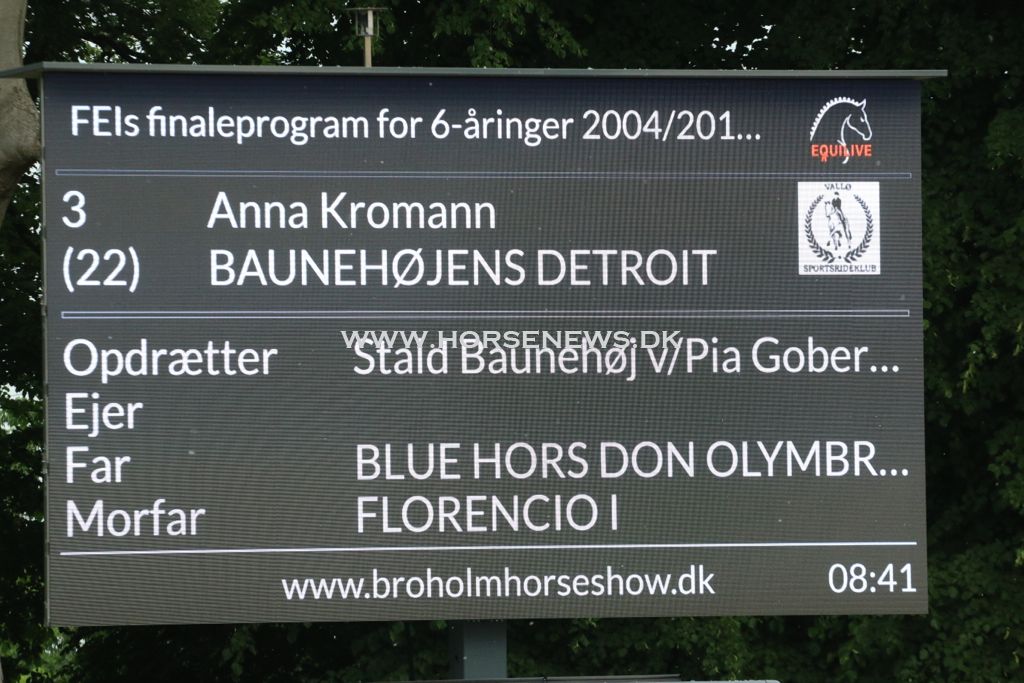 FEIs finaleprogram for 6-åringer 2004/201...
EQUILIVE
3 Anna Kromann
(22) BAUNEHØJENS DETROIT
VALLØ
SPORTSRIDEKLUB
WWW.HORSENEWS.DK
Opdrætter Stald Baunehøj v/Pia Gober...
Ejer
Far BLUE HORS DON OLYMBR...
Morfar FLORENCIO I
www.broholmhorseshow.dk 08:41